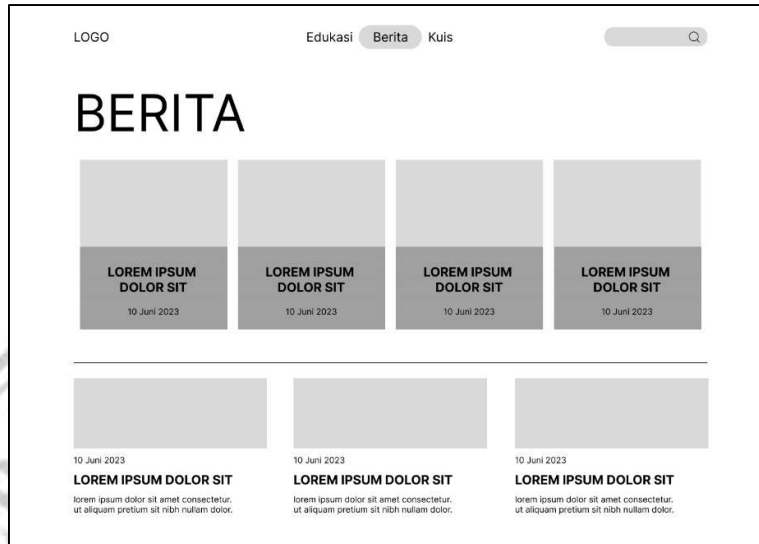 LOGO
Edukasi Berita Kuis
BERITA
LOREM IPSUM
DOLOR SIT
10 Juni 2023
LOREM IPSUM
DOLOR SIT
10 Juni 2023
LOREM IPSUM
DOLOR SIT
10 Juni 2023
LOREM IPSUM
DOLOR SIT
10 Juni 2023
10 Juni 2023
LOREM IPSUM DOLOR SIT
lorem ipsum dolor sit amet consectetur.
ut aliquam pretium sit nibh nullam dolor.
10 Juni 2023
LOREM IPSUM DOLOR SIT
lorem ipsum dolor sit amet consectetur.
ut aliquam pretium sit nibh nullam dolor.
10 Juni 2023
LOREM IPSUM DOLOR SIT
lorem ipsum dolor sit amet consectetur.
ut aliquam pretium sit nibh nullam dolor.